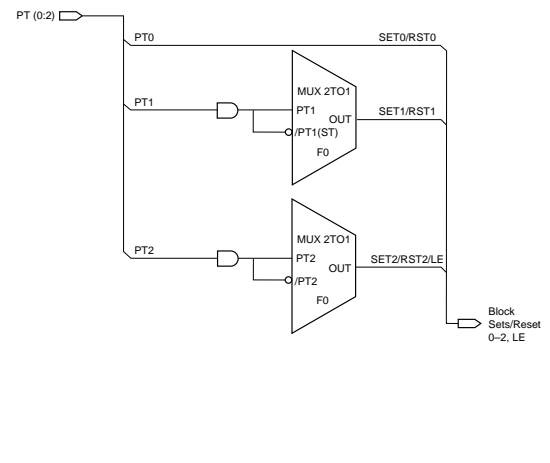 PT (0:2)
PT0
SET0/RST0
MUX 2TO1
PT1
PT1
SET1/RST1
OUT
/PT1(ST)
F0
MUX 2TO1
PT2
PT2
SET2/RST2/LE
OUT
/PT2
F0
Block
Sets/Reset
0–2, LE